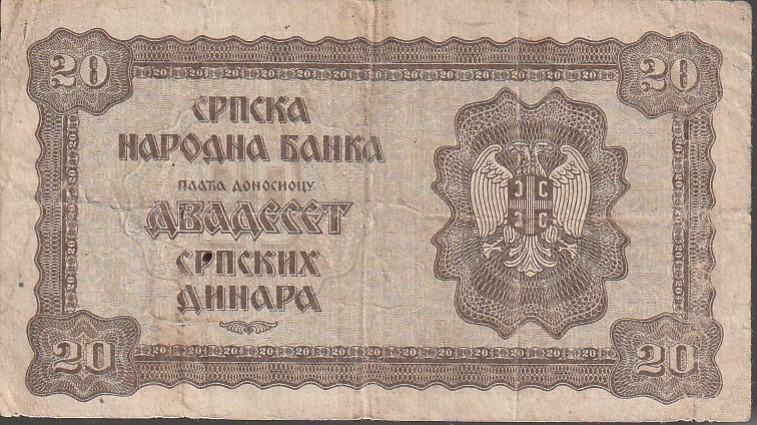 20 20
СРПСКА
НАРОДНА БАНКА
ПЛАЋА ДОНОСИОЦУ
ДВАДЕСЕТ
СРПСКИХ
ДИНАРА
20 20